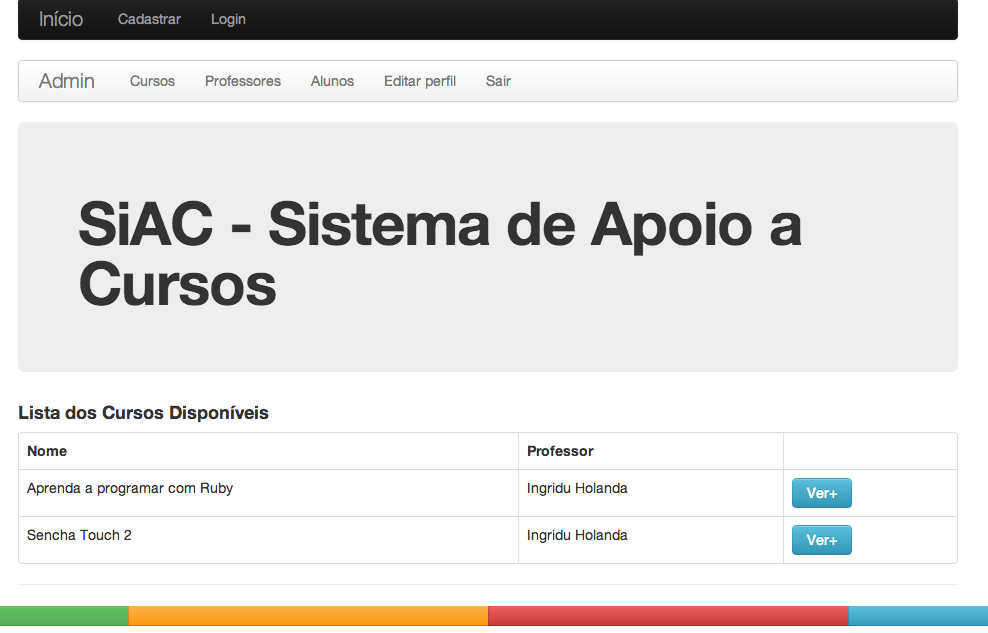 Início Cadastrar Login
Admin Cursos Professores Alunos Editar perfil Sair
SiAC - Sistema de Apoio a
Cursos
Lista dos Cursos Disponíveis
Nome Professor
Aprenda a programar com Ruby Ingridu Holanda Ver+
Sencha Touch 2 Ingridu Holanda Ver+